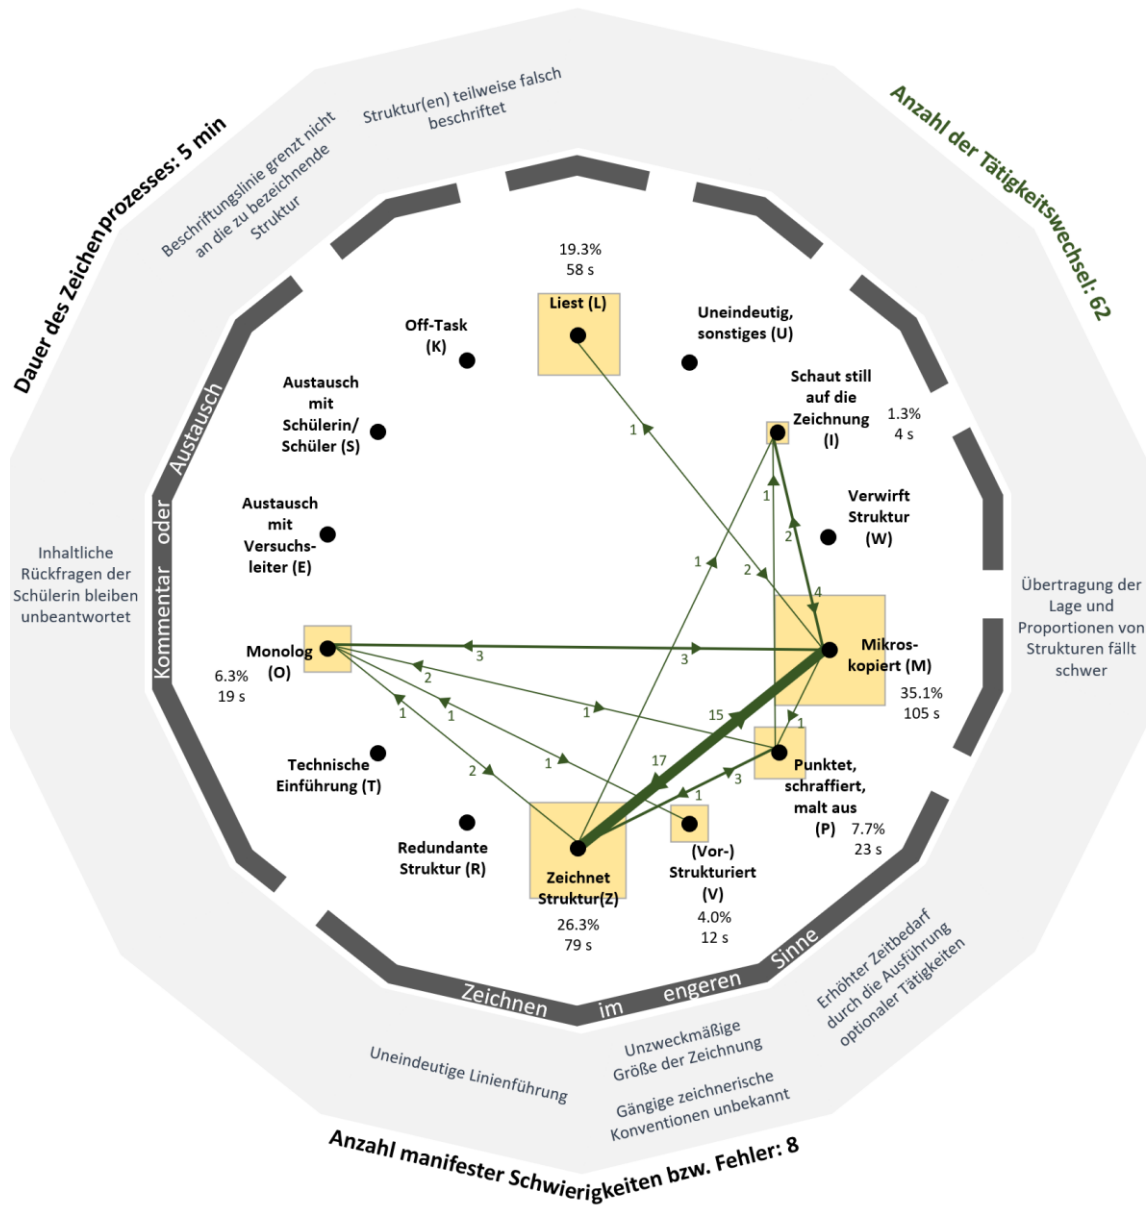 Struktur(en) teilweise falsch
beschriftet
Beschriftungslinie grenzt nicht
an die zu bezeichnende
Struktur
Dauer des Zeichenprozesses: 5 min
Anzahl der Tätigkeitswechsel: 62
19.3%
58 s
Liest (L)
Off-Task
(K)
Uneindeutig,
sonstiges (U)
Austausch
mit
Schülerin/
Schüler (S)
Schaut still
auf die
Zeichnung
(I)
1.3%
4 s
Kommentar oder Austausch
Austausch
mit
Versuchs-
leiter (E)
Verwirft
Struktur
(W)
Inhaltliche
Rückfragen der
Schülerin bleiben
unbeantwortet
Übertragung der
Lage und
Proportionen von
Strukturen fällt
schwer
1
1
2
1
2
4
Monolog
(O)
6.3%
19 s
3
3
Mikros-
kopiert (M)
35.1%
105 s
2
1
1
1
2
1
15
17
1
3
1
Technische
Einführung (T)
Punktet,
schraffiert,
malt aus
(P)
7.7%
23 s
Redundante
Struktur (R)
Zeichnet
Struktur(Z)
26.3%
79 s
(Vor-)
Strukturiert
(V)
4.0%
12 s
Zeichnen im engeren Sinne
Erhöhter Zeitbedarf
durch die Ausführung
optionaler Tätigkeiten
Uneindeutige Linienführung
Unzweckmäßige
Größe der Zeichnung
Gängige zeichnerische
Konventionen unbekannt
Anzahl manifester Schwierigkeiten bzw. Fehler: 8